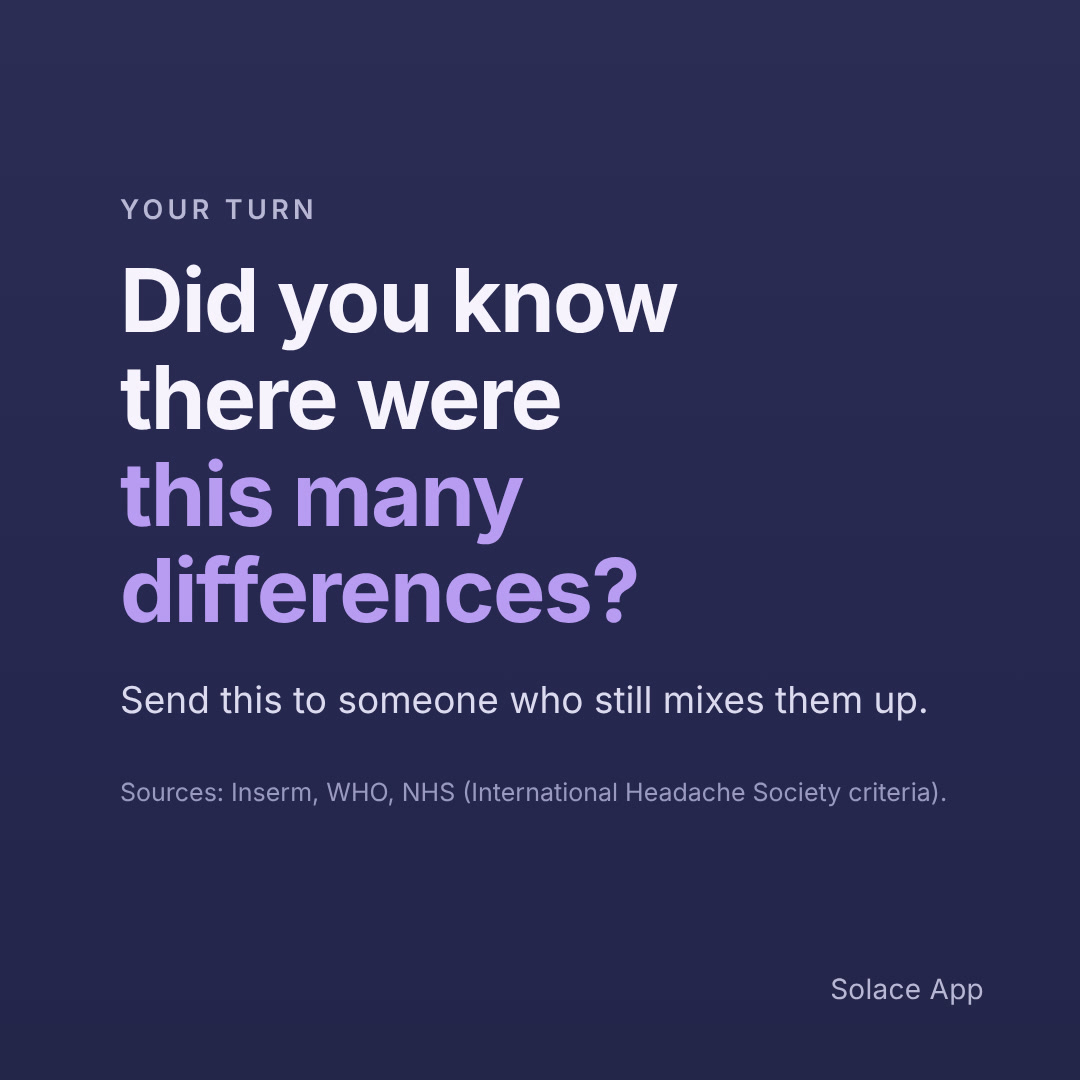 YOUR TURN
Did you know
there were
this many
differences?
Send this to someone who still mixes them up.
Sources: Inserm, WHO, NHS (International Headache Society criteria).
Solace App